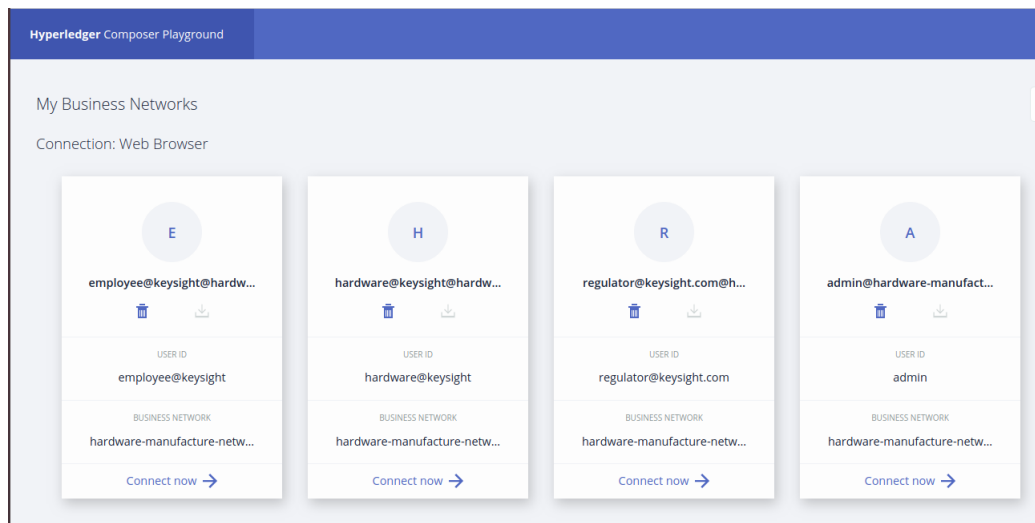 Hyperledger Composer Playground
My Business Networks
Connection: Web Browser
E
employee@keysight@hardw...
USER ID
employee@keysight
BUSINESS NETWORK
hardware-manufacture-netw...
Connect now
H
hardware@keysight@hardw...
USER ID
hardware@keysight
BUSINESS NETWORK
hardware-manufacture-netw...
Connect now
R
regulator@keysight.com@h...
USER ID
regulator@keysight.com
BUSINESS NETWORK
hardware-manufacture-netw...
Connect now
A
admin@hardware-manufact...
USER ID
admin
BUSINESS NETWORK
hardware-manufacture-netw...
Connect now